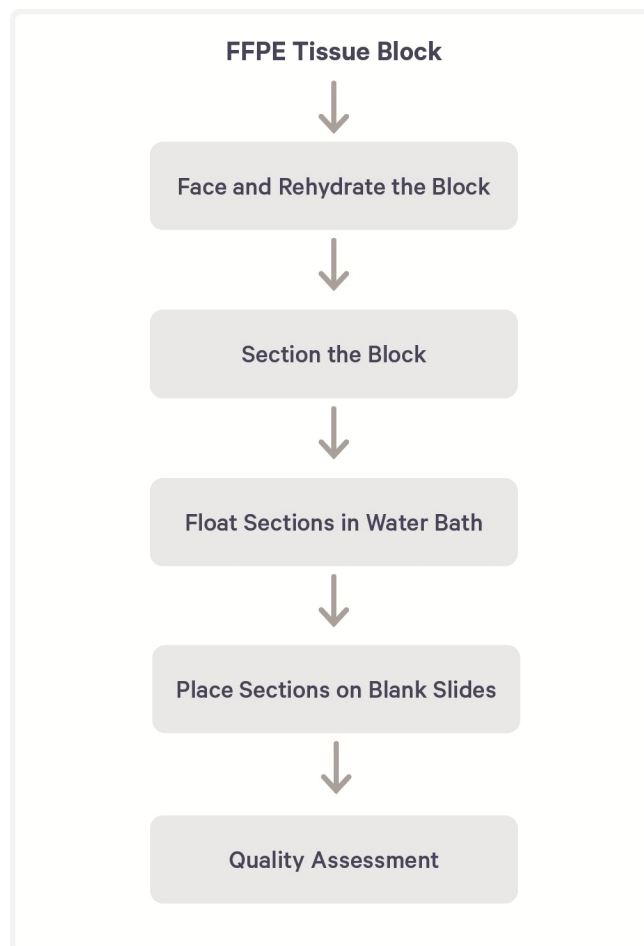 FFPE Tissue Block
Face and Rehydrate the Block
Section the Block
Float Sections in Water Bath
Place Sections on Blank Slides
Quality Assessment